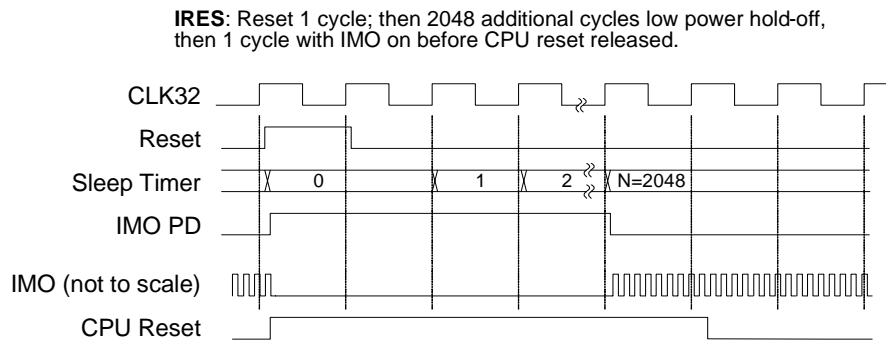 IRES: Reset 1 cycle; then 2048 additional cycles low power hold-off,
then 1 cycle with IMO on before CPU reset released.
CLK32
Reset
Sleep Timer
0
1
2
N=2048
IMO PD
IMO (not to scale)
CPU Reset